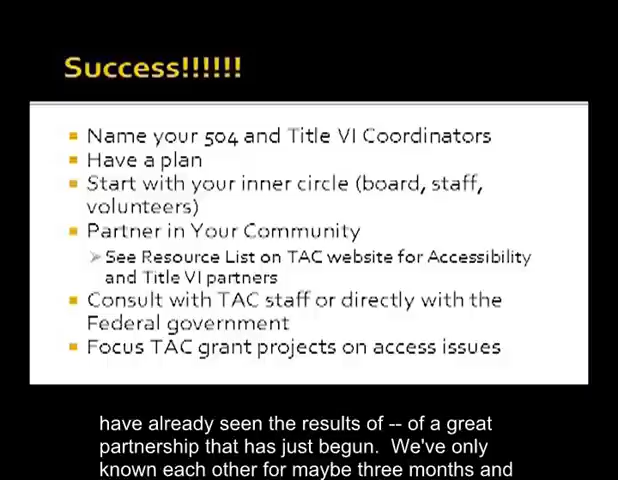 Success!!!!!!
Name your 504 and Title VI Coordinators
Have a plan
Start with your inner circle (board, staff,
volunteers)
Partner in Your Community
See Resource List on TAC website for Accessibility
and Title VI partners
Consult with TAC staff or directly with the
Federal government
Focus TAC grant projects on access issues
have already seen the results of -- of a great
partnership that has just begun.  We've only
known each other for maybe three months and